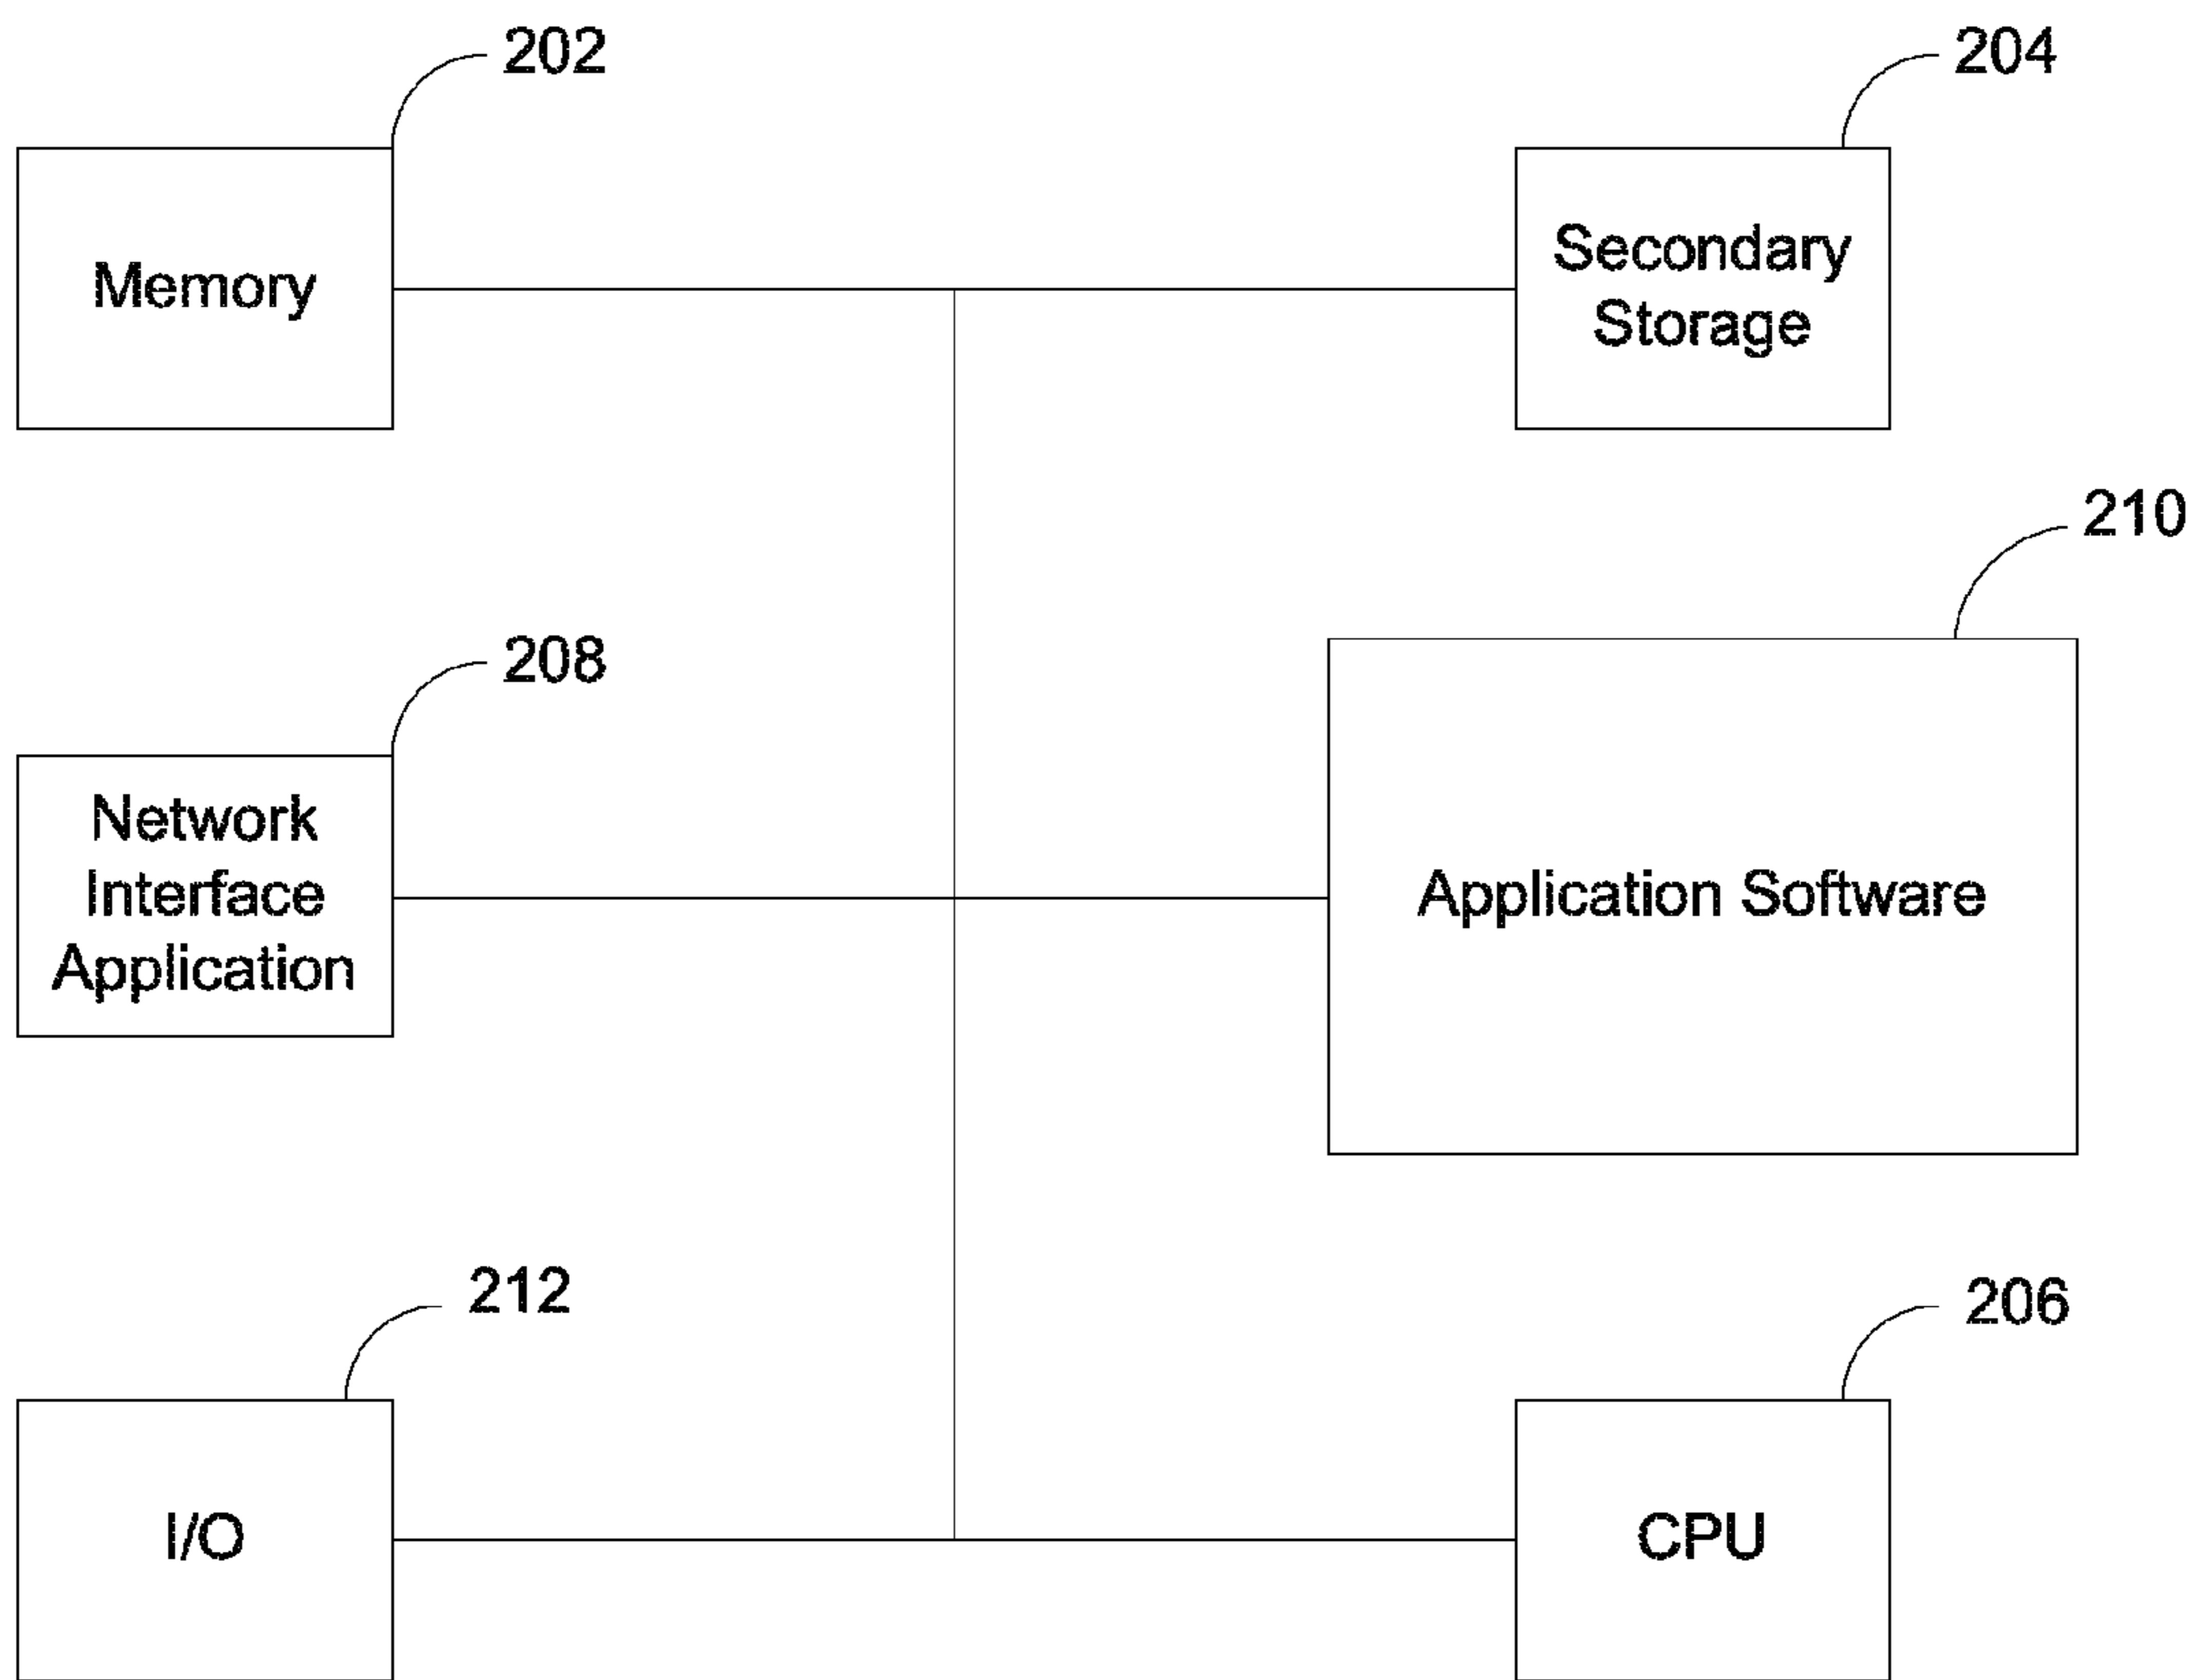 202
204
Memory
Secondary
Storage
210
208
Network
Interface
Application
Application Software
212
206
I/O
CPU